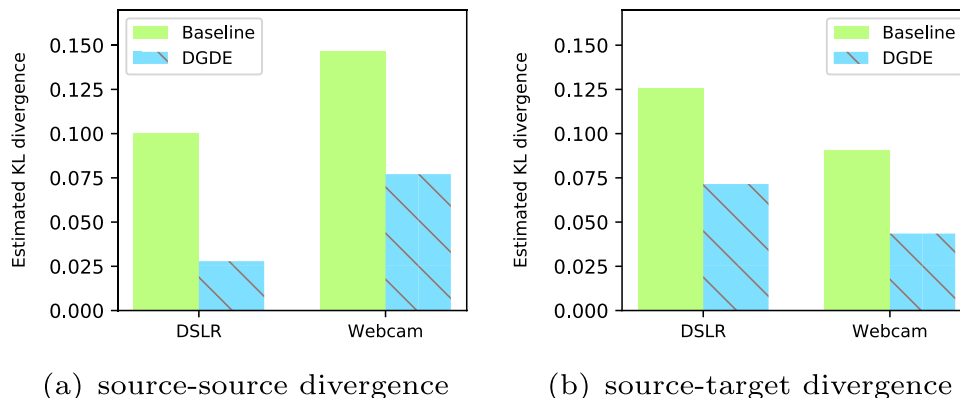 Estimated KL divergence
0.150
0.125
0.100
0.075
0.050
0.025
0.000
Baseline
DGDE
DSLR Webcam
(a) source-source divergence
Estimated KL divergence
0.150
0.125
0.100
0.075
0.050
0.025
0.000
Baseline
DGDE
DSLR Webcam
(b) source-target divergence